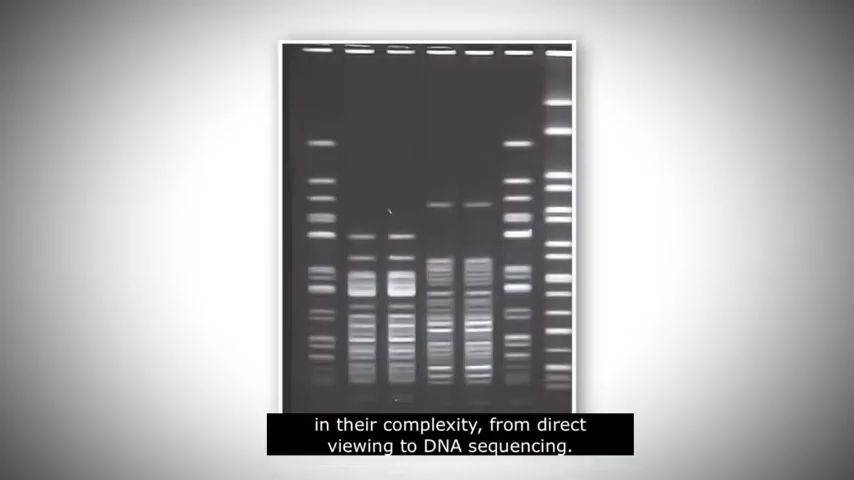 in their complexity, from direct
viewing to DNA sequencing.